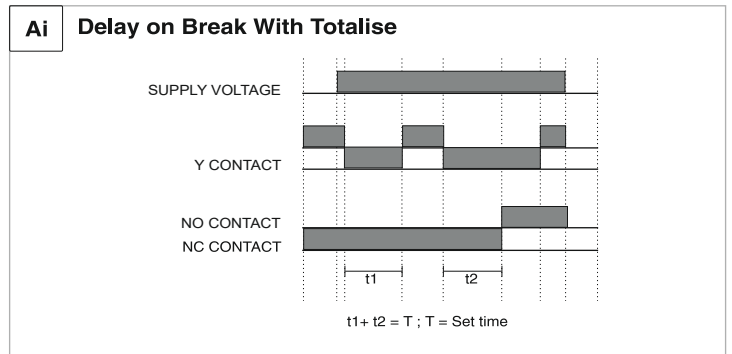 Ai Delay on Break With Totalise
SUPPLY VOLTAGE
Y CONTACT
NO CONTACT
NC CONTACT
t1 t2
t1+ t2 = T ; T = Set time